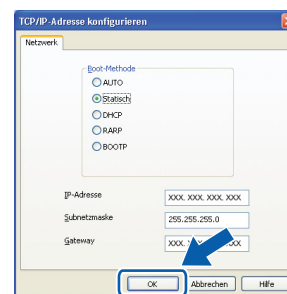 TCP/IP-Adresse konfigurieren
Netzwerk
Boot-Methode
AUTO
Statisch
DHCP
RARP
BOOTP
IP-Adresse XXX. XXX. XXX. XXX
Subnetzmaske 255.255.255.0
Gateway XXX.
OK Abbrechen Hilfe